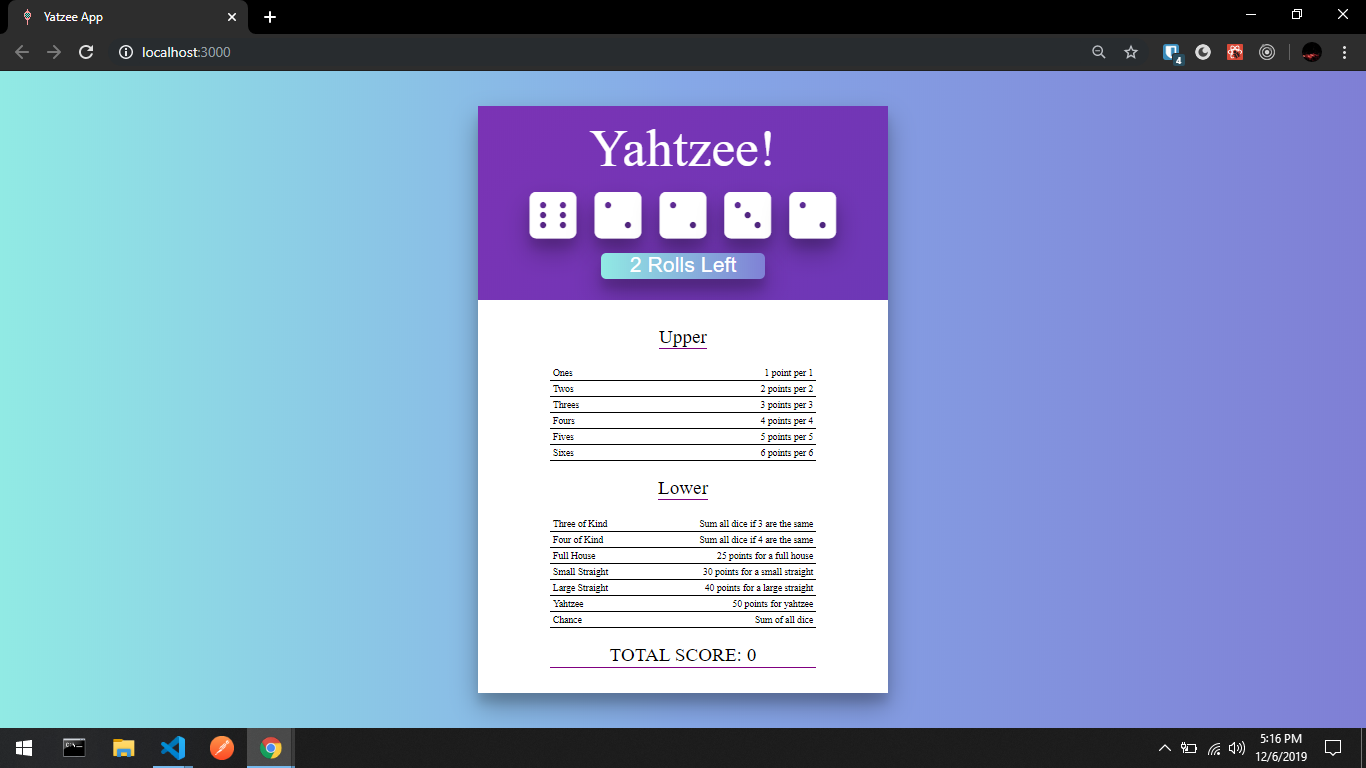 Yatzee App
localhost:3000
4
Yahtzee!
2 Rolls Left
Upper
Ones 1 point per 1
Twos 2 points per 2
Threes 3 points per 3
Fours 4 points per 4
Fives 5 points per 5
Sixes 6 points per 6
Lower
Three of Kind Sum all dice if 3 are the same
Four of Kind Sum all dice if 4 are the same
Full House 25 points for a full house
Small Straight 30 points for a small straight
Large Straight 40 points for a large straight
Yahtzee 50 points for yahtzee
Chance Sum of all dice
TOTAL SCORE: 0
5:16 PM
12/6/2019